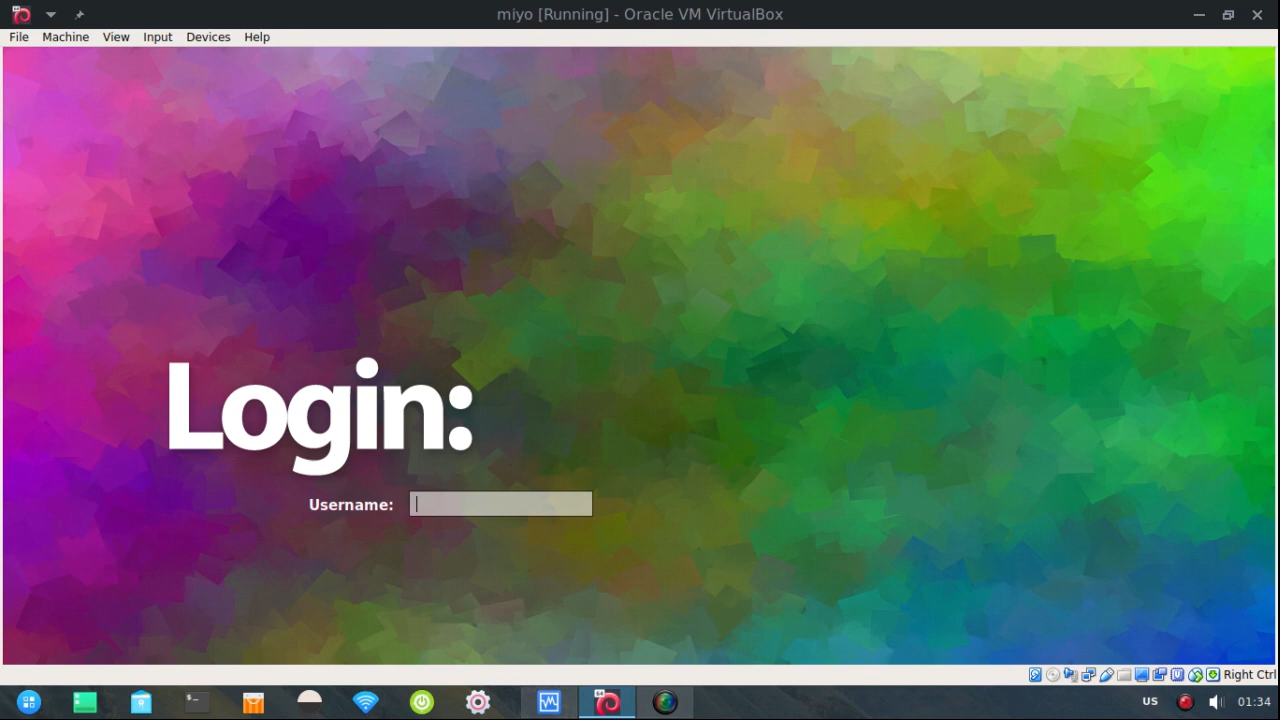 miyo [Running] - Oracle VM VirtualBox
File Machine View Input Devices Help
Login:
Username:
Right Ctrl
US 01:34